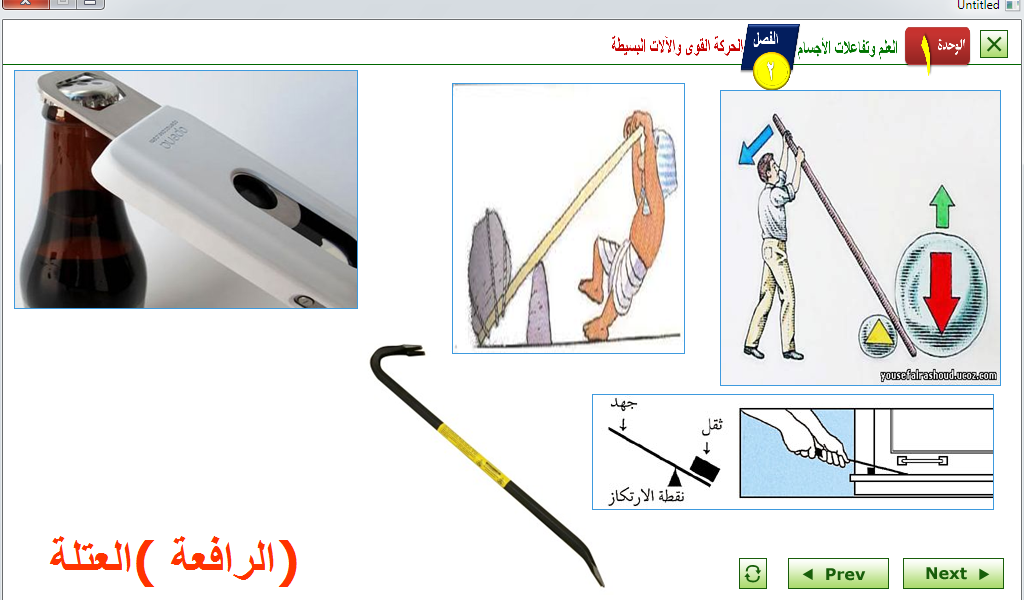 Untitled
الوحدة
١
العلم وتفاعلات الأجسام
الفصل
٢
الحركة القوى والآلات البسيطة
yousefalrashoud.ucoz.com
جهد
ثقل
نقطة الارتكاز
(الرافعة )العتلة
Prev
Next